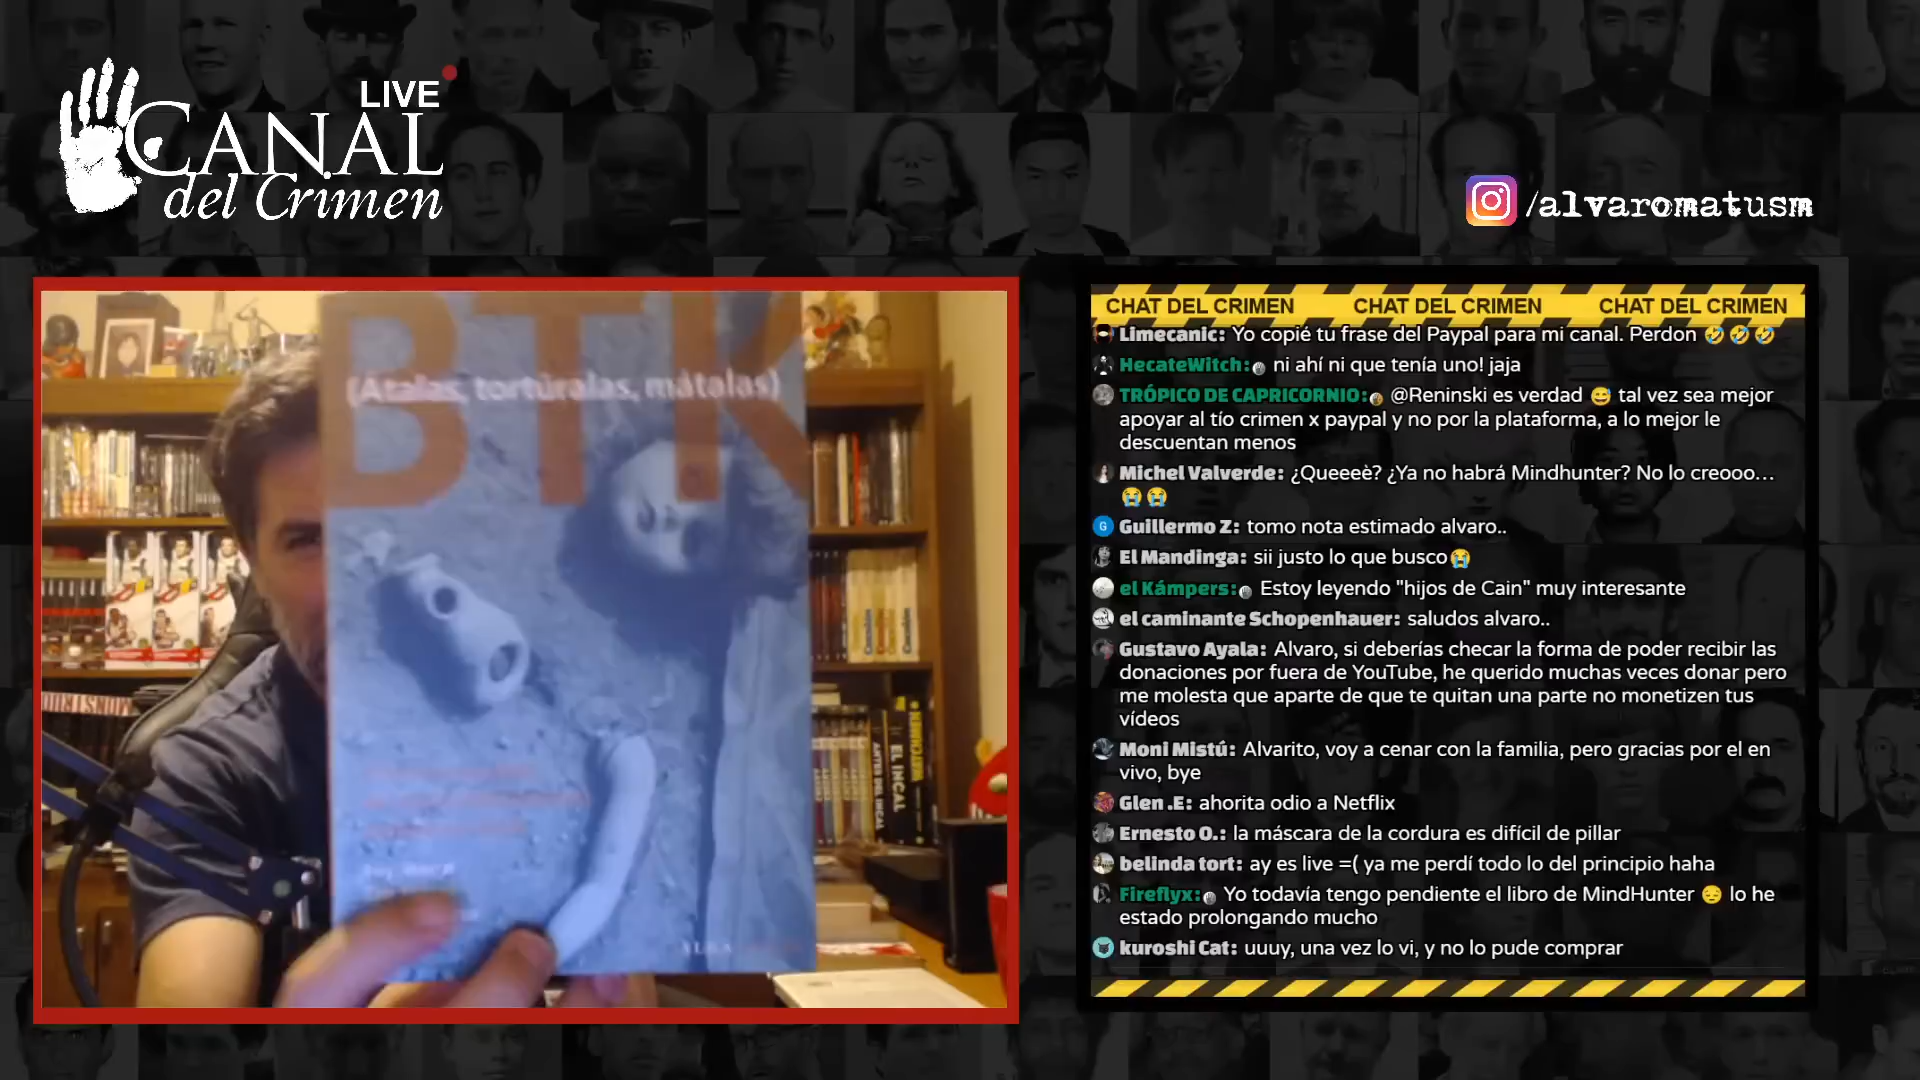 LIVE
CANAL
del Crimen
/alvaromatusm
BTK
(Átalas, tortúralas, mátalas)
ALBA
MONSTRUO
EL INCAL
ANTES DEL INCAL
CHAT DEL CRIMEN CHAT DEL CRIMEN CHAT DEL CRIMEN
Limecanic: Yo copié tu frase del Paypal para mi canal. Perdon 🤣🤣🤣
HecateWitch: ni ahí ni que tenía uno! jaja
TRÓPICO DE CAPRICORNIO: @Reninski es verdad 😅 tal vez sea mejor
apoyar al tío crimen x paypal y no por la plataforma, a lo mejor le
descuentan menos
Michel Valverde: ¿Queeeè? ¿Ya no habrá Mindhunter? No lo creooo...
😭😭
G Guillermo Z: tomo nota estimado alvaro..
El Mandinga: sii justo lo que busco😭
el Kámpers: Estoy leyendo "hijos de Cain" muy interesante
el caminante Schopenhauer: saludos alvaro..
Gustavo Ayala: Alvaro, si deberías checar la forma de poder recibir las
donaciones por fuera de YouTube, he querido muchas veces donar pero
me molesta que aparte de que te quitan una parte no monetizen tus
vídeos
Moni Mistú: Alvarito, voy a cenar con la familia, pero gracias por el en
vivo, bye
Glen .E: ahorita odio a Netflix
Ernesto O.: la máscara de la cordura es difícil de pillar
belinda tort: ay es live =( ya me perdí todo lo del principio haha
Fireflyx: Yo todavía tengo pendiente el libro de MindHunter 😔 lo he
estado prolongando mucho
kuroshi Cat: uuuy, una vez lo vi, y no lo pude comprar